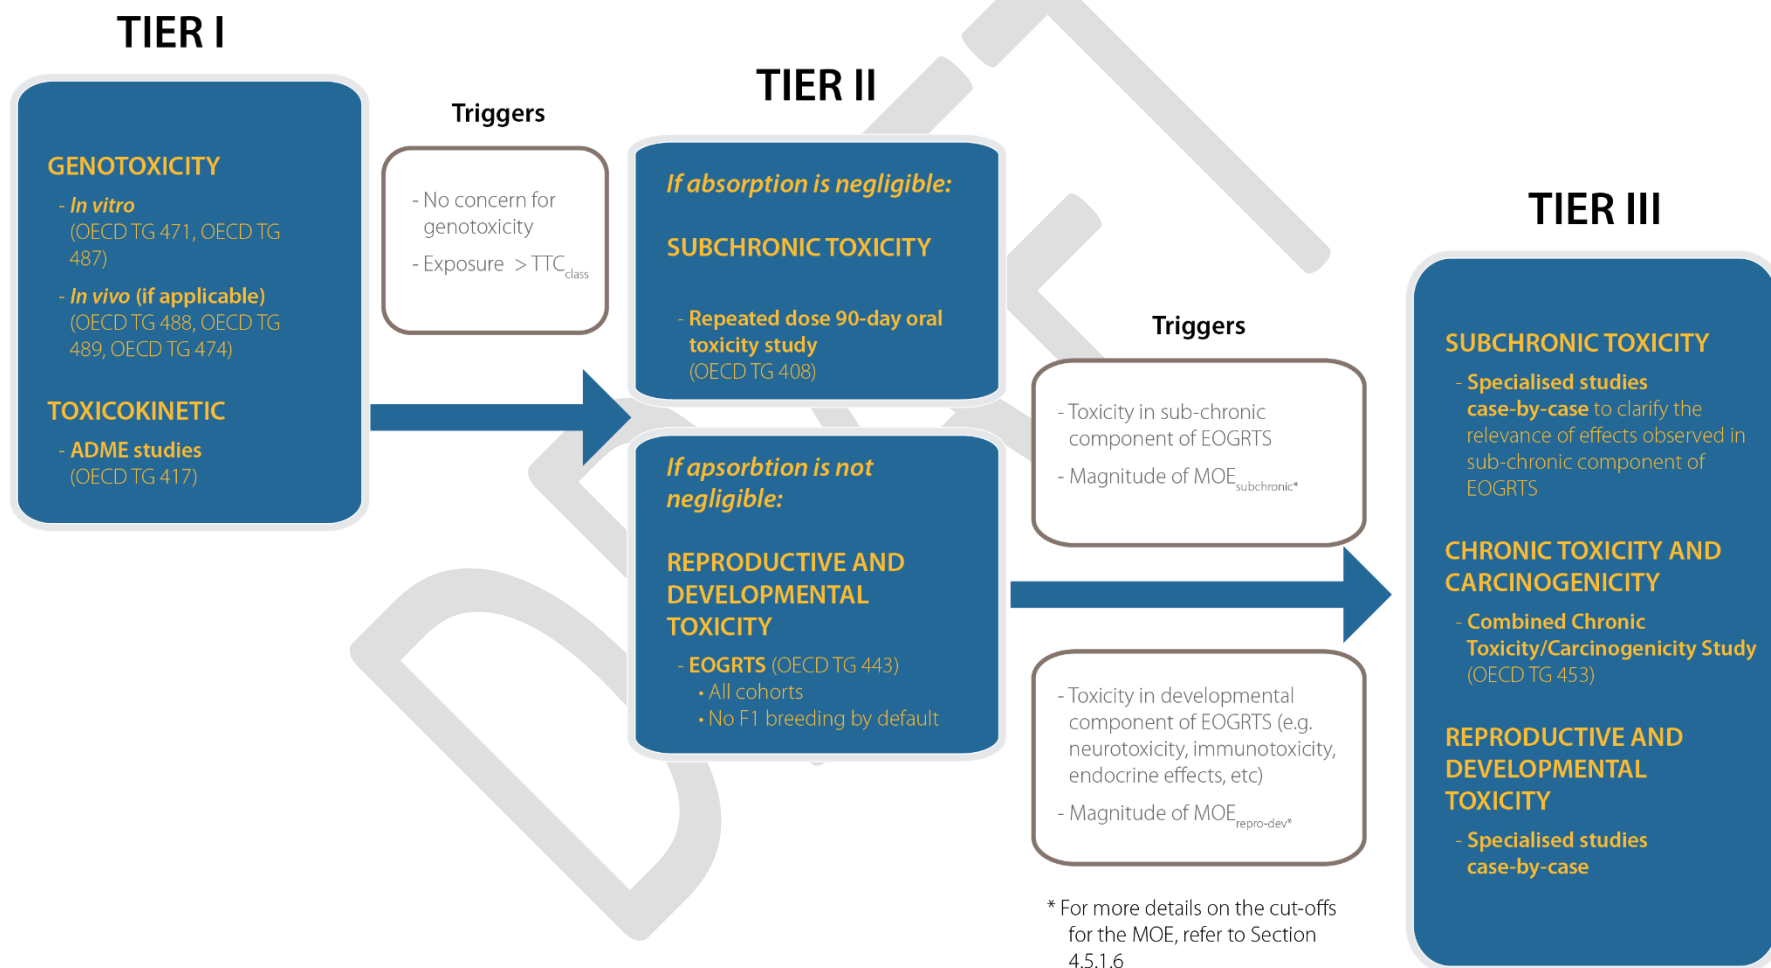 TIER I
GENOTOXICITY
- In vitro
(OECD TG 471, OECD TG
487)
- In vivo (if applicable)
(OECD TG 488, OECD TG
489, OECD TG 474)
TOXICOKINETIC
- ADME studies
(OECD TG 417)
Triggers
- No concern for
genotoxicity
- Exposure > TTCclass
TIER II
If absorption is negligible:
SUBCHRONIC TOXICITY
- Repeated dose 90-day oral
toxicity study
(OECD TG 408)
If apsorbtion is not
negligible:
REPRODUCTIVE AND
DEVELOPMENTAL
TOXICITY
- EOGRTS (OECD TG 443)
• All cohorts
• No F1 breeding by default
Triggers
- Toxicity in sub-chronic
component of EOGRTS
- Magnitude of MOEsubchronic*
- Toxicity in developmental
component of EOGRTS (e.g.
neurotoxicity, immunotoxicity,
endocrine effects, etc)
- Magnitude of MOErepro-dev*
* For more details on the cut-offs
for the MOE, refer to Section
4.5.1.6
TIER III
SUBCHRONIC TOXICITY
- Specialised studies
case-by-case to clarify the
relevance of effects observed in
sub-chronic component of
EOGRTS
CHRONIC TOXICITY AND
CARCINOGENICITY
- Combined Chronic
Toxicity/Carcinogenicity Study
(OECD TG 453)
REPRODUCTIVE AND
DEVELOPMENTAL
TOXICITY
- Specialised studies
case-by-case
DRAFT